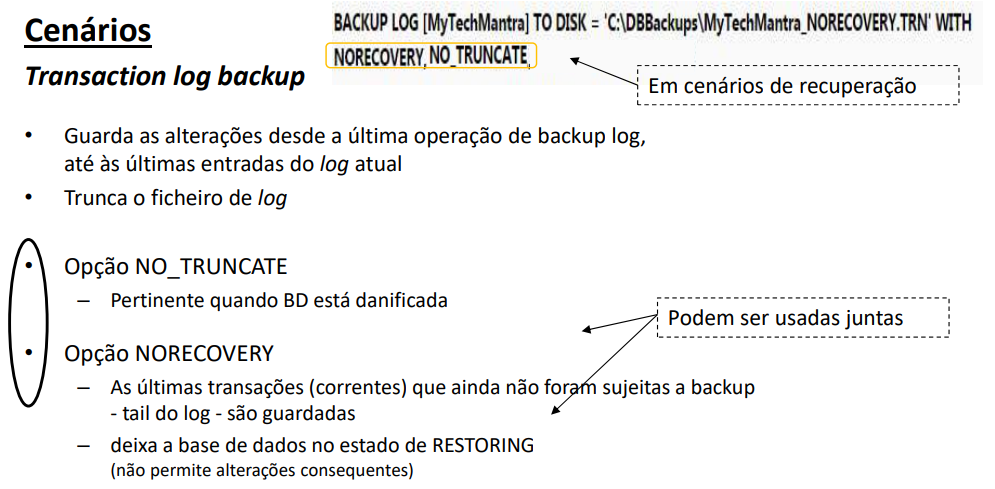 Cenários
BACKUP LOG [MyTechMantra] TO DISK = 'C:\DBBackups\MyTechMantra_NORECOVERY.TRN' WITH
NORECOVERY, NO_TRUNCATE,
Transaction log backup
Em cenários de recuperação
• Guarda as alterações desde a última operação de backup log,
até às últimas entradas do log atual
• Trunca o ficheiro de log
• Opção NO_TRUNCATE
– Pertinente quando BD está danificada
Podem ser usadas juntas
• Opção NORECOVERY
– As últimas transações (correntes) que ainda não foram sujeitas a backup
- tail do log - são guardadas
– deixa a base de dados no estado de RESTORING
(não permite alterações consequentes)